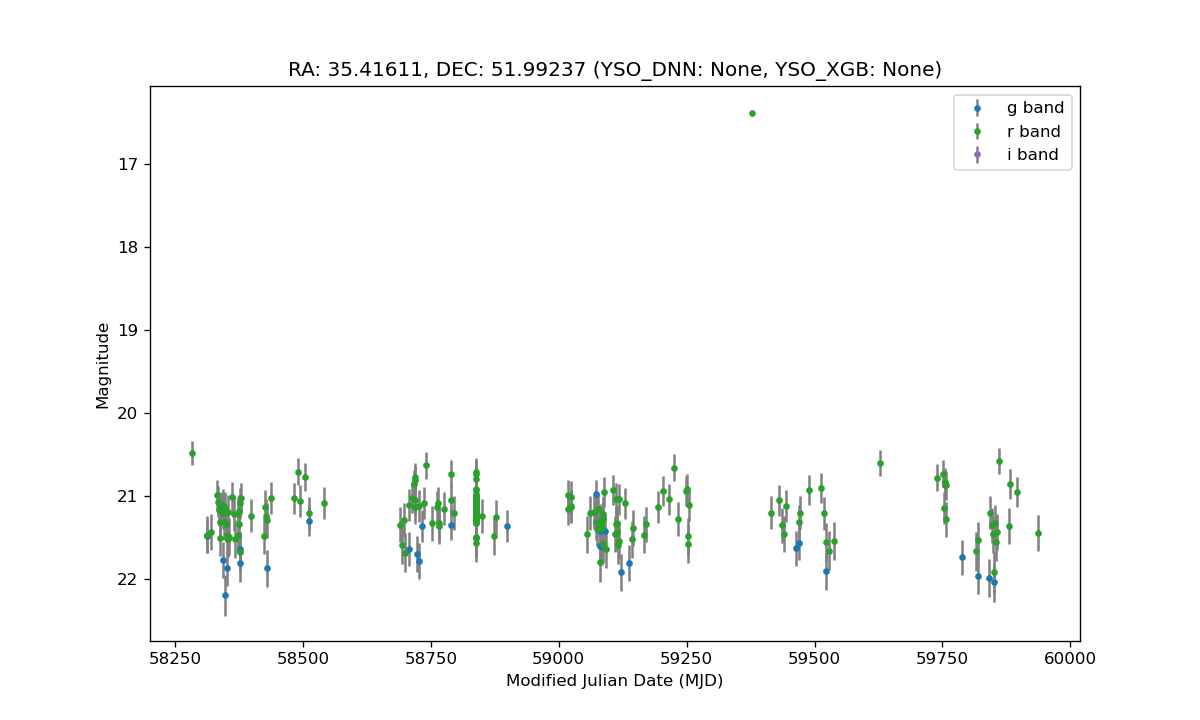 RA: 35.41611, DEC: 51.99237 (YSO_DNN: None, YSO_XGB: None)
g band
r band
i band
17
18
19
20
21
22
Magnitude
58250 58500 58750 59000 59250 59500 59750 60000
Modified Julian Date (MJD)